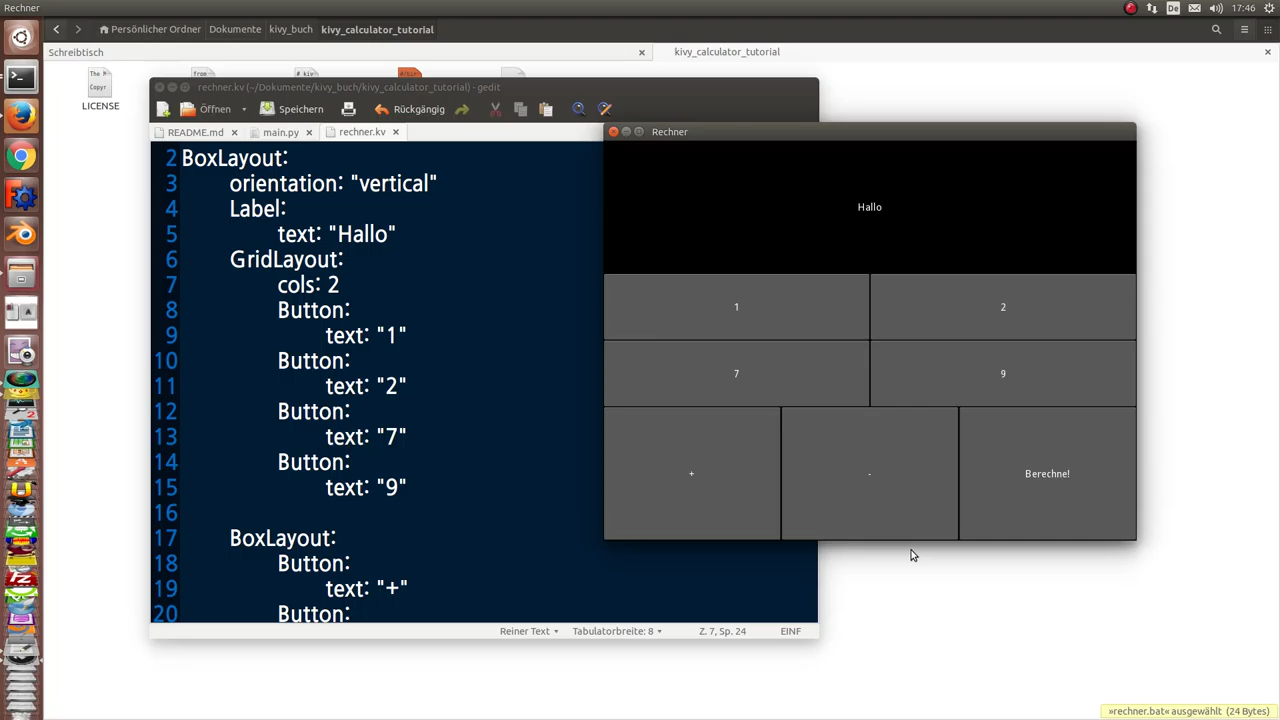 Rechner
De
17:46
Persönlicher Ordner
Dokumente
kivy_buch
kivy_calculator_tutorial
Schreibtisch
kivy_calculator_tutorial
LICENSE
rechner.kv (~/Dokumente/kivy_buch/kivy_calculator_tutorial) - gedit
Öffnen
Speichern
Rückgängig
README.md
main.py
rechner.kv
2 BoxLayout:
3 orientation: "vertical"
4 Label:
5 text: "Hallo"
6 GridLayout:
7 cols: 2
8 Button:
9 text: "1"
10 Button:
11 text: "2"
12 Button:
13 text: "7"
14 Button:
15 text: "9"
16
17 BoxLayout:
18 Button:
19 text: "+"
20 Button:
Reiner Text
Tabulatorbreite: 8
Z. 7, Sp. 24
EINF
Rechner
Hallo
1
2
7
9
+
-
Berechne!
»rechner.bat« ausgewählt (24 Bytes)